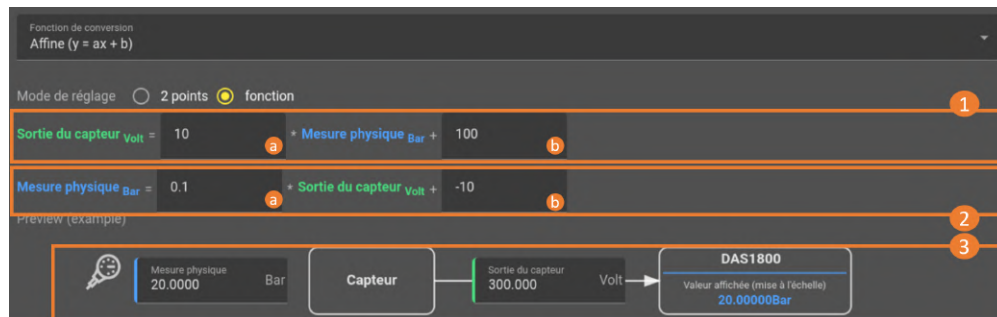 Fonction de conversion
Affine (y = ax + b)
Mode de réglage 2 points fonction
1
Sortie du capteur Volt = 10 a * Mesure physique Bar + 100 b
Mesure physique Bar = 0.1 a * Sortie du capteur Volt + -10 b
Preview (example)
2
3
Mesure physique
20.0000 Bar
Capteur
Sortie du capteur
300.000 Volt
DAS1800
Valeur affichée (mise à l'échelle)
20.00000Bar